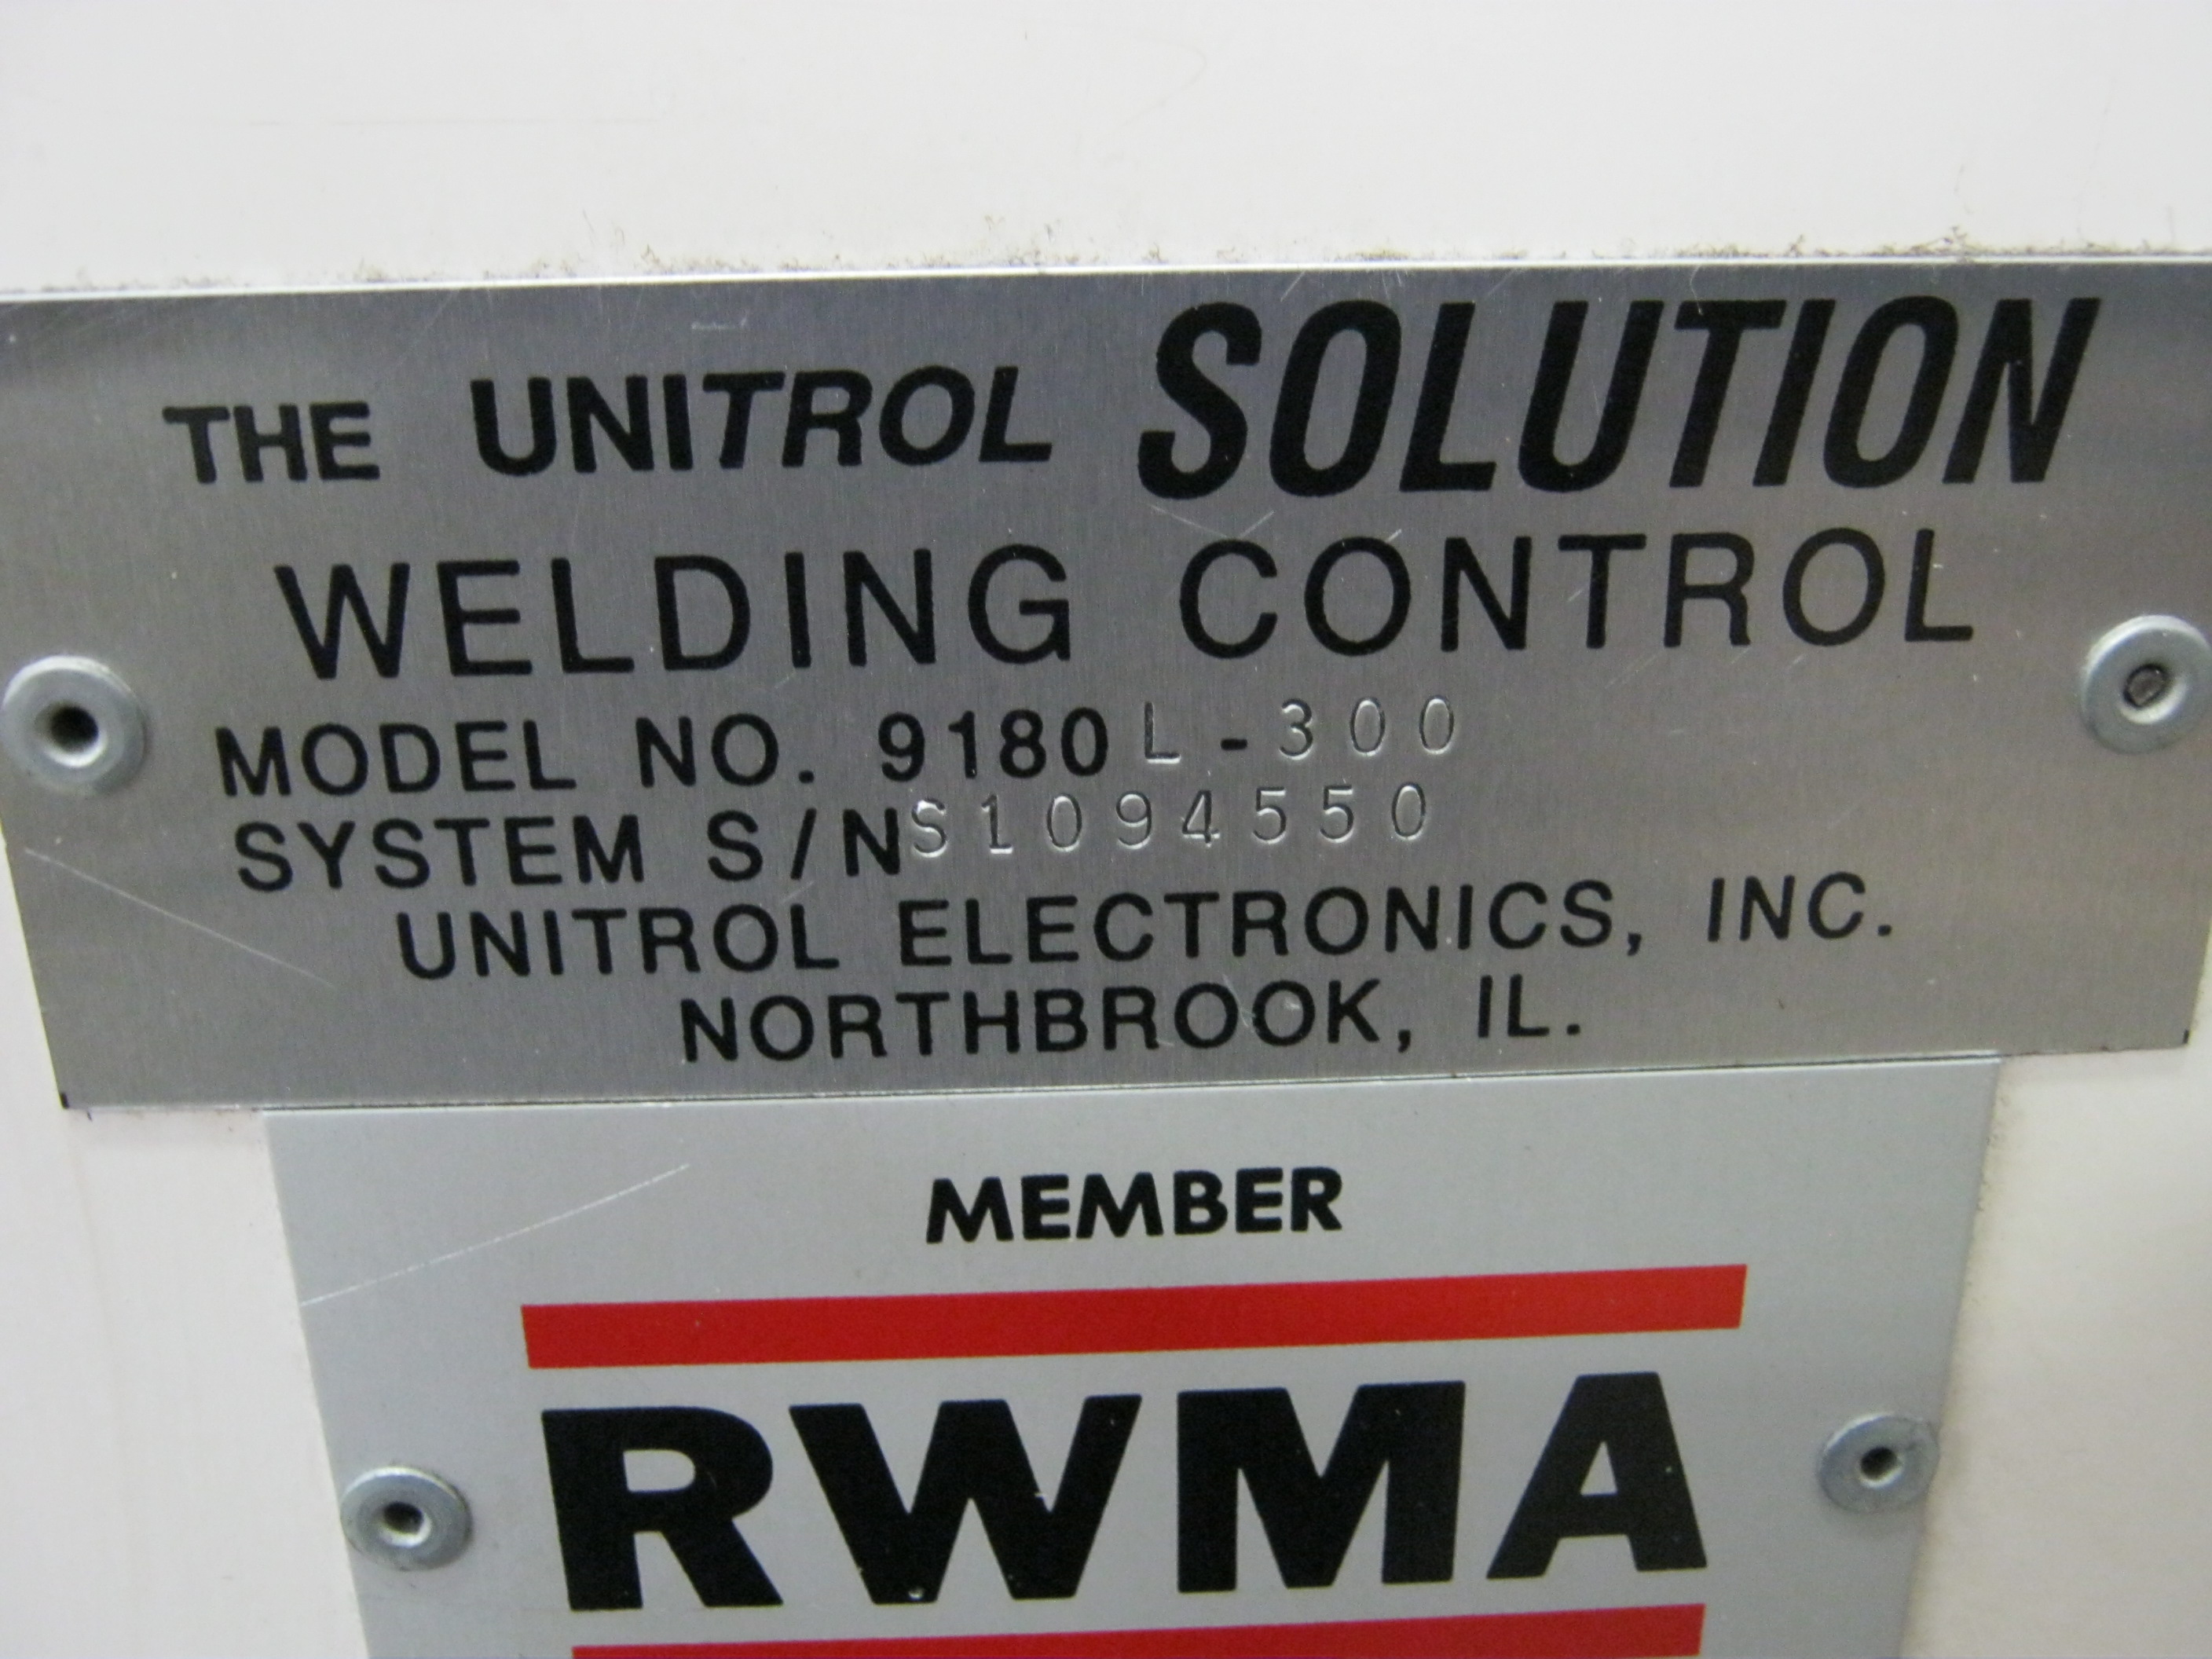 THE UNITROL SOLUTION
WELDING CONTROL
MODEL NO. 9180L-300
SYSTEM S/N S1094550
UNITROL ELECTRONICS, INC.
NORTHBROOK, IL.
MEMBER
RWMA